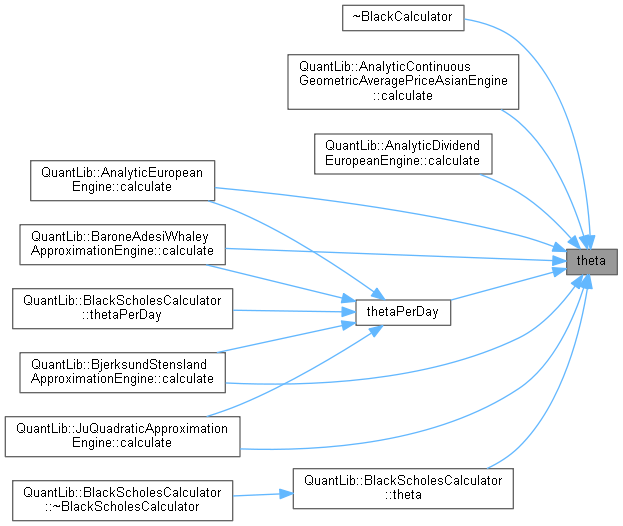 ~BlackCalculator
QuantLib::AnalyticContinuous
GeometricAveragePriceAsianEngine
::calculate
QuantLib::AnalyticDividend
EuropeanEngine::calculate
QuantLib::AnalyticEuropean
Engine::calculate
QuantLib::BaroneAdesiWhaley
ApproximationEngine::calculate
theta
QuantLib::BlackScholesCalculator
::thetaPerDay
thetaPerDay
QuantLib::BjerksundStensland
ApproximationEngine::calculate
QuantLib::JuQuadraticApproximation
Engine::calculate
QuantLib::BlackScholesCalculator
::theta
QuantLib::BlackScholesCalculator
::~BlackScholesCalculator